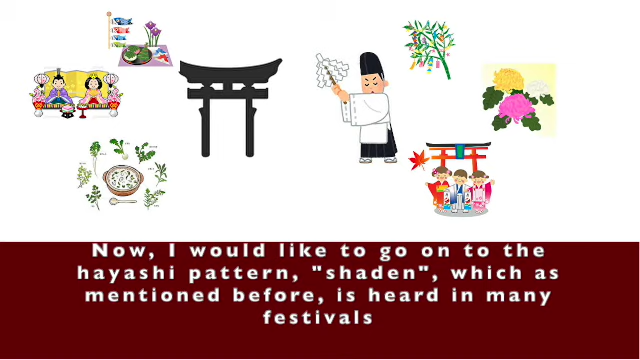 Now, I would like to go on to the
hayashi pattern, "shaden", which as
mentioned before, is heard in many
festivals